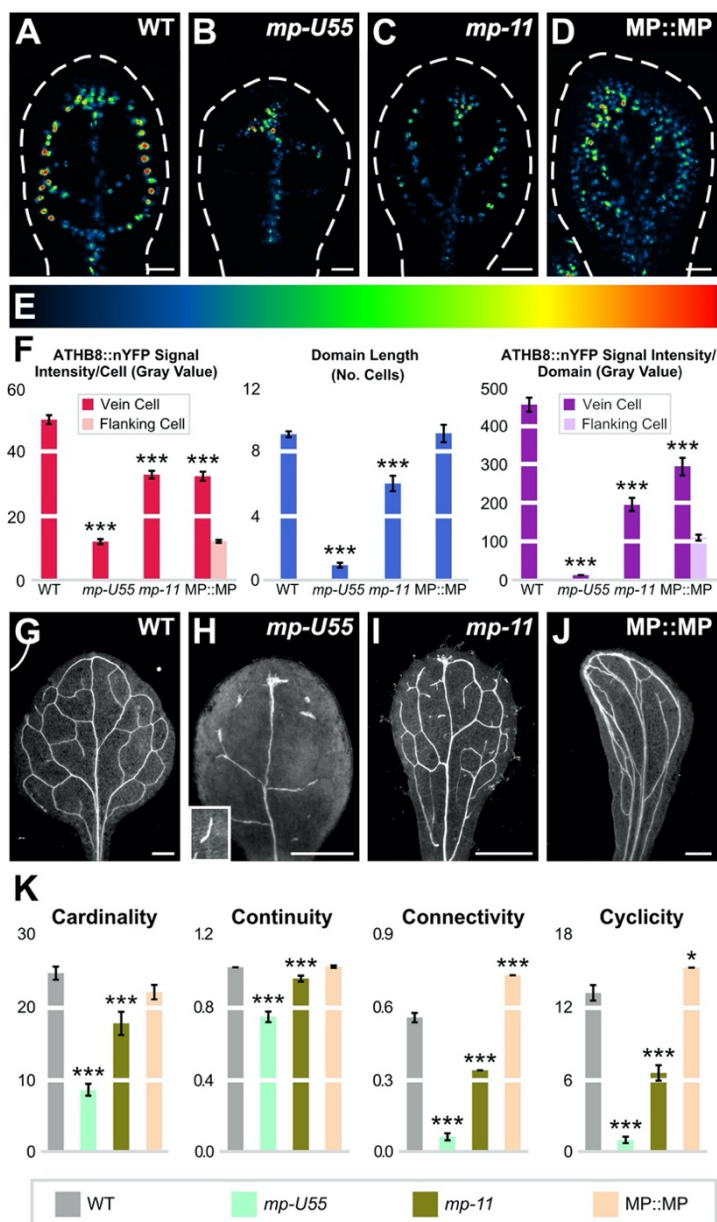 A WT
B mp-U55
C mp-11
D MP::MP
E
F
ATHB8::nYFP Signal
Intensity/Cell (Gray Value)
60
40
20
0
Vein Cell
Flanking Cell
***
***
***
WT mp-U55 mp-11 MP::MP
Domain Length
(No. Cells)
12
8
4
0
***
***
WT mp-U55 mp-11 MP::MP
ATHB8::nYFP Signal Intensity/
Domain (Gray Value)
500
400
300
200
100
0
Vein Cell
Flanking Cell
***
***
***
WT mp-U55 mp-11 MP::MP
G WT
H mp-U55
I mp-11
J MP::MP
K
Cardinality
30
20
10
0
***
***
Continuity
1.2
0.8
0.4
0.0
***
***
Connectivity
0.9
0.6
0.3
0.0
***
***
***
Cyclicity
18
12
6
0
***
***
*
WT mp-U55 mp-11 MP::MP